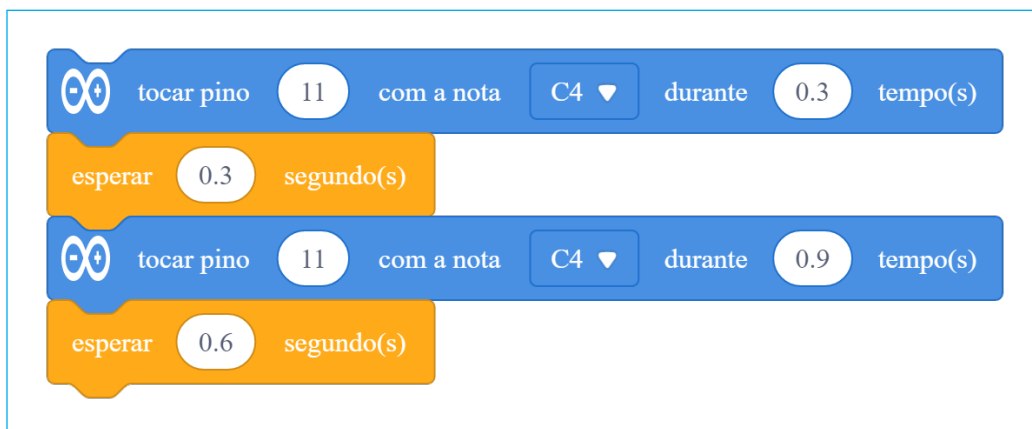 tocar pino 11 com a nota C4 durante 0.3 tempo(s)
esperar 0.3 segundo(s)
tocar pino 11 com a nota C4 durante 0.9 tempo(s)
esperar 0.6 segundo(s)